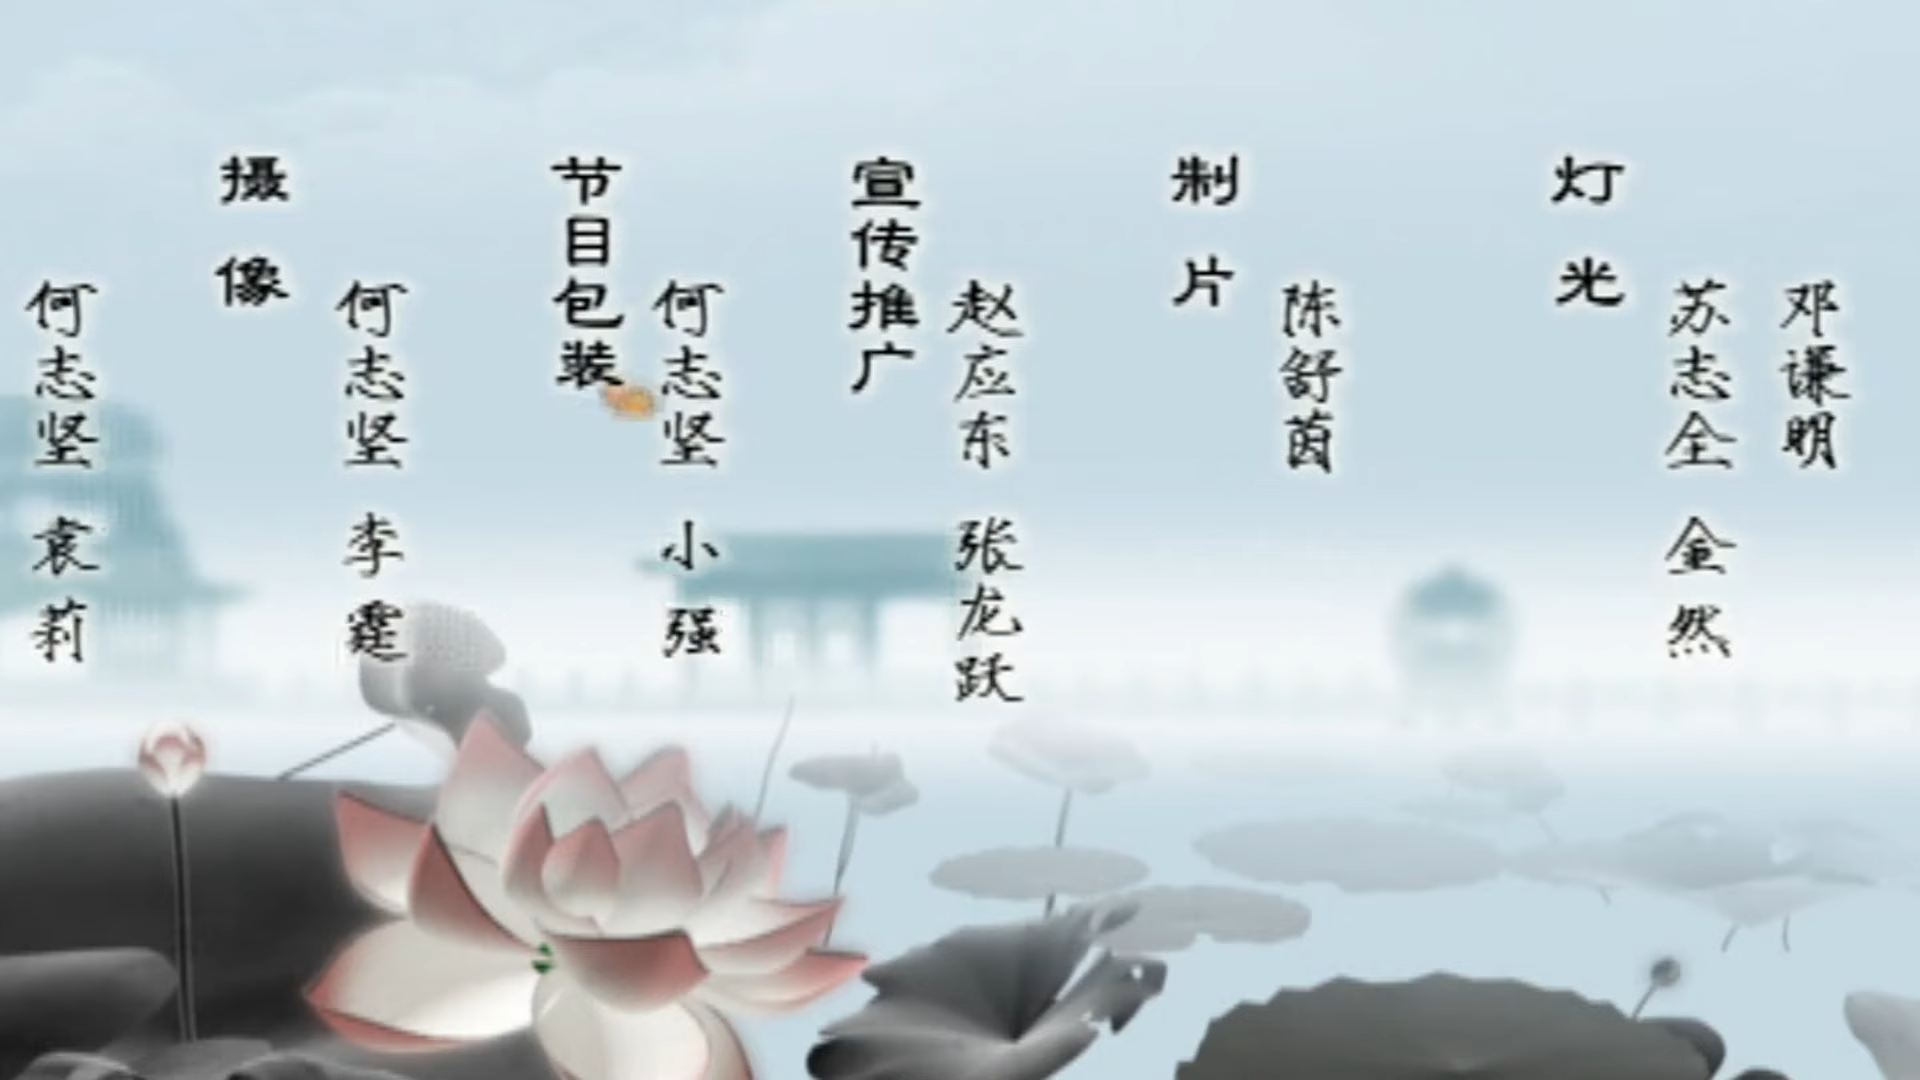 何志坚 袁莉
摄像
何志坚 李霆
节目包装
何志坚 小强
宣传推广
赵应东 张龙跃
制片
陈舒茵
灯光
苏志全 金然
邓谦明